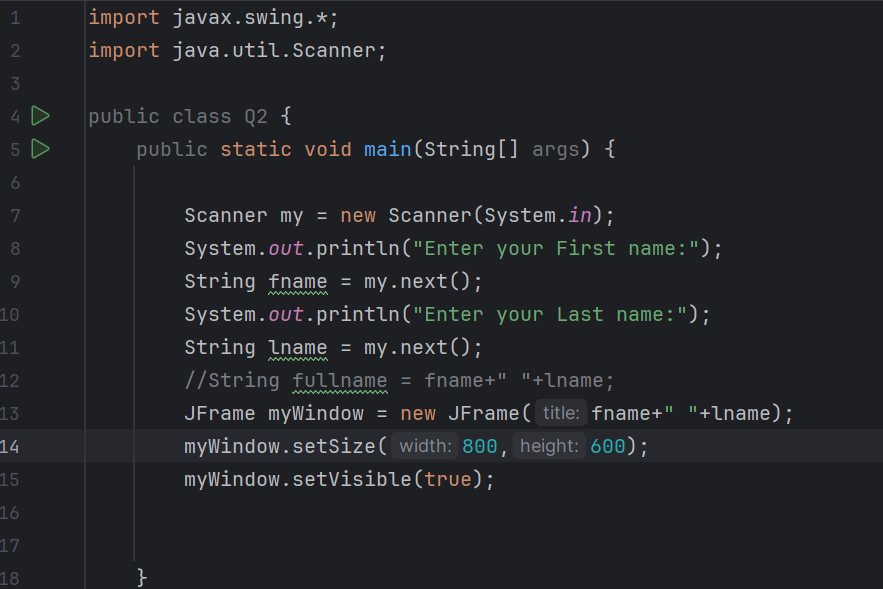 1 import javax.swing.*;
2 import java.util.Scanner;
3
4 public class Q2 {
5 public static void main(String[] args) {
6
7 Scanner my = new Scanner(System.in);
8 System.out.println("Enter your First name:");
9 String fname = my.next();
10 System.out.println("Enter your Last name:");
11 String lname = my.next();
12 //String fullname = fname+" "+lname;
13 JFrame myWindow = new JFrame( title: fname+" "+lname);
14 myWindow.setSize( width: 800, height: 600);
15 myWindow.setVisible(true);
16
17
18 }